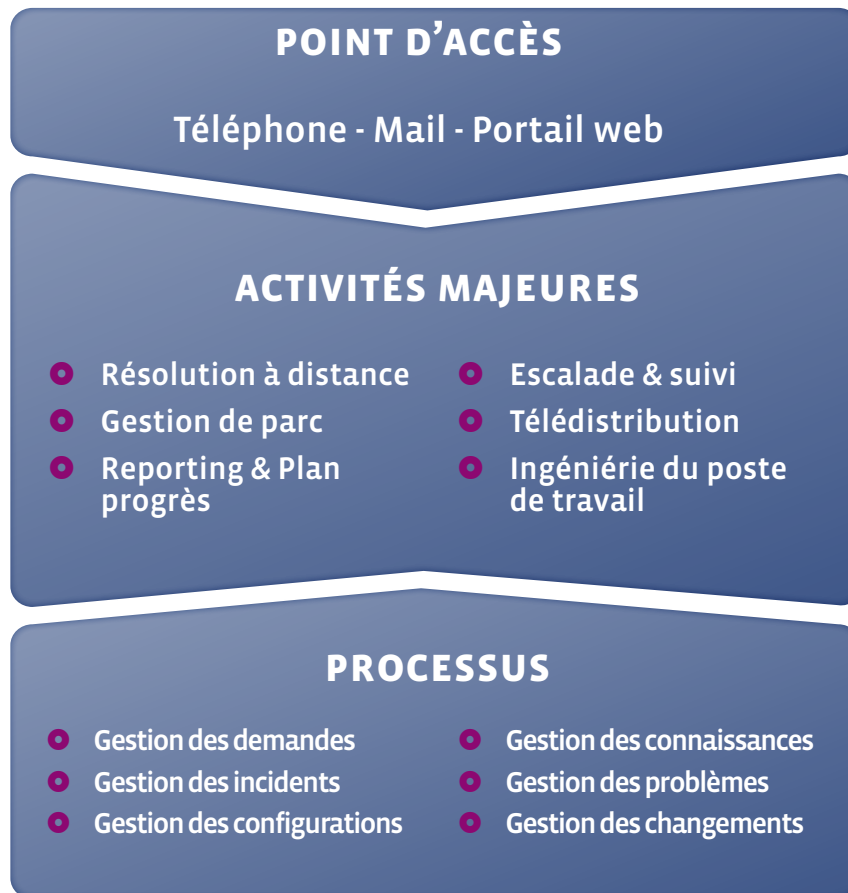 POINT D’ACCÈS
Téléphone - Mail - Portail web
ACTIVITÉS MAJEURES
Résolution à distance
Gestion de parc
Reporting & Plan
progrès
Escalade & suivi
Télédistribution
Ingéniérie du poste
de travail
PROCESSUS
Gestion des demandes
Gestion des incidents
Gestion des configurations
Gestion des connaissances
Gestion des problèmes
Gestion des changements